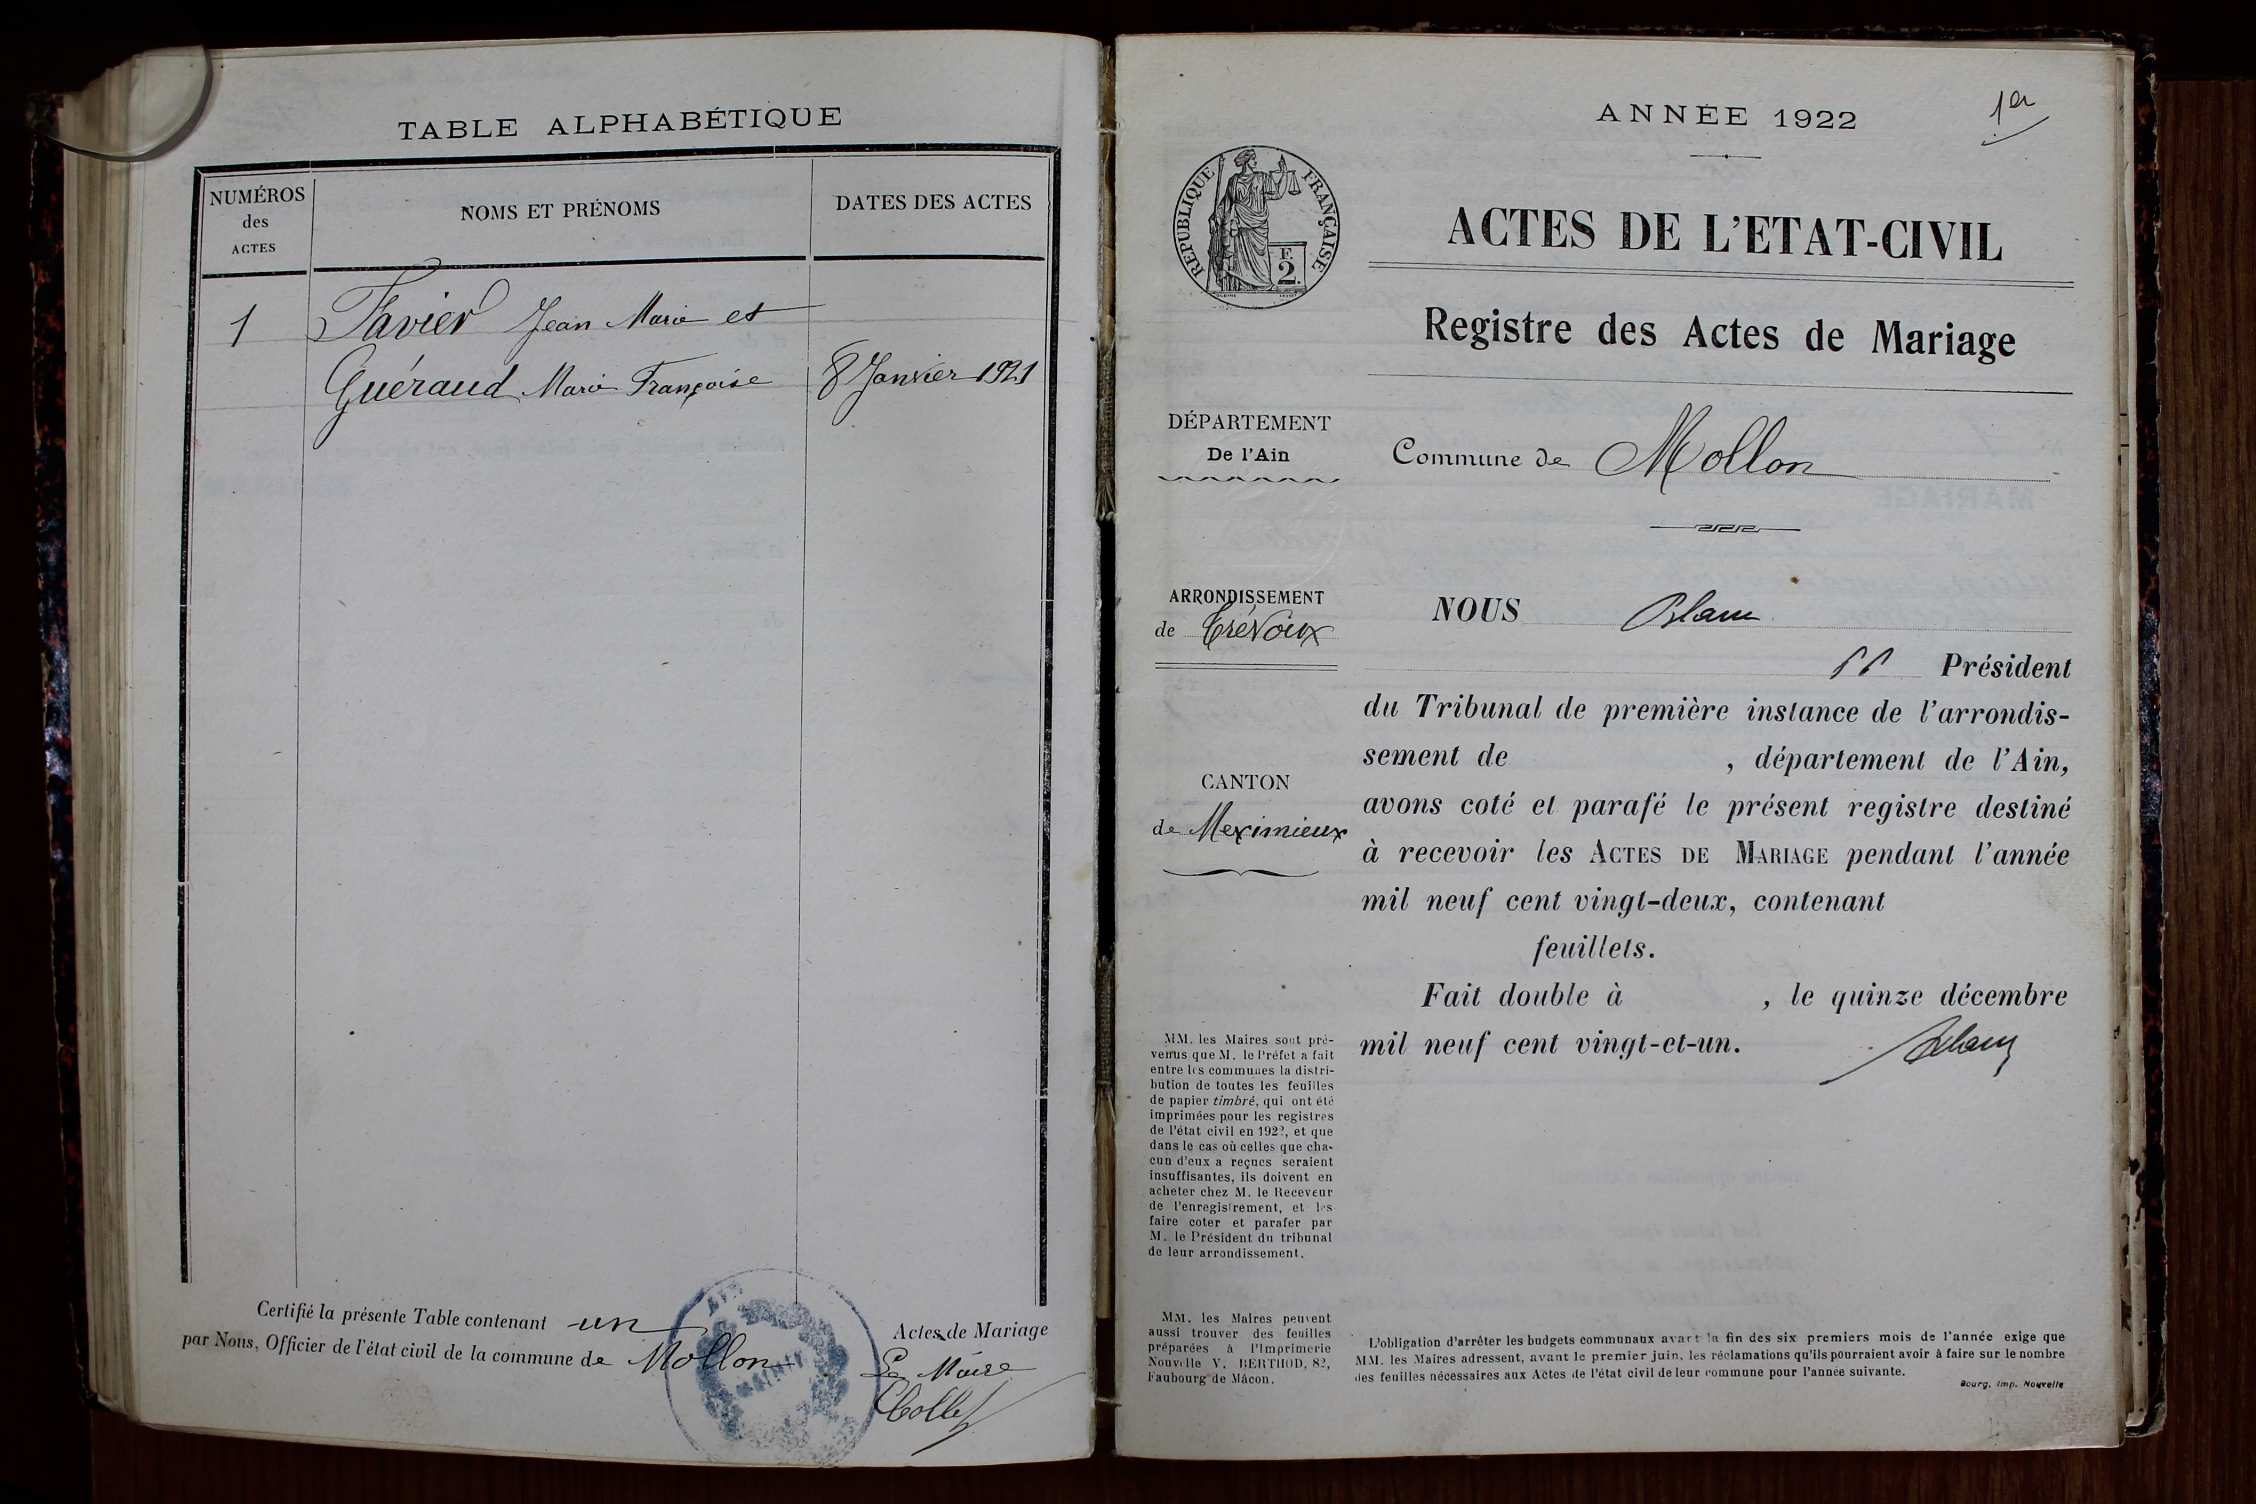 TABLE ALPHABÉTIQUE
NUMÉROS
des
ACTES
NOMS ET PRÉNOMS
DATES DES ACTES
1
Favier Jean Marie et
Guéraud Marie Françoise
8 Janvier 1921
Certifié la présente Table contenant un
Actes de Mariage
par Nous, Officier de l'état civil de la commune de Mollon
Le Maire
ANNÉE 1922
1er
RÉPUBLIQUE FRANÇAISE
F.
2.
ACTES DE L'ETAT-CIVIL
Registre des Actes de Mariage
DÉPARTEMENT
De l'Ain
Commune de Mollon
ARRONDISSEMENT
de Trévoux
CANTON
de Meximieux
NOUS
Président
du Tribunal de première instance de l'arrondis-
sement de , département de l'Ain,
avons coté et parafé le présent registre destiné
à recevoir les ACTES DE MARIAGE pendant l'année
mil neuf cent vingt-deux, contenant
feuillets.
Fait double à , le quinze décembre
mil neuf cent vingt-et-un.
MM. les Maires sont pré-
venus que M. le Préfet a fait
entre les communes la distri-
bution de toutes les feuilles
de papier timbré, qui ont été
imprimées pour les registres
de l'état civil en 1922, et que
dans le cas où celles que cha-
cun d'eux a reçues seraient
insuffisantes, ils doivent en
acheter chez M. le Receveur
de l'enregistrement, et les
faire coter et parafer par
M. le Président du tribunal
de leur arrondissement.
MM. les Maires peuvent
aussi trouver des feuilles
préparées à l'Imprimerie
Nouvelle V. BERTHOD, 82,
Faubourg de Mâcon.
L'obligation d'arrêter les budgets communaux avant la fin des six premiers mois de l'année exige que
MM. les Maires adressent, avant le premier juin, les réclamations qu'ils pourraient avoir à faire sur le nombre
des feuilles nécessaires aux Actes de l'état civil de leur commune pour l'année suivante.
Bourg, Imp. Nouvelle